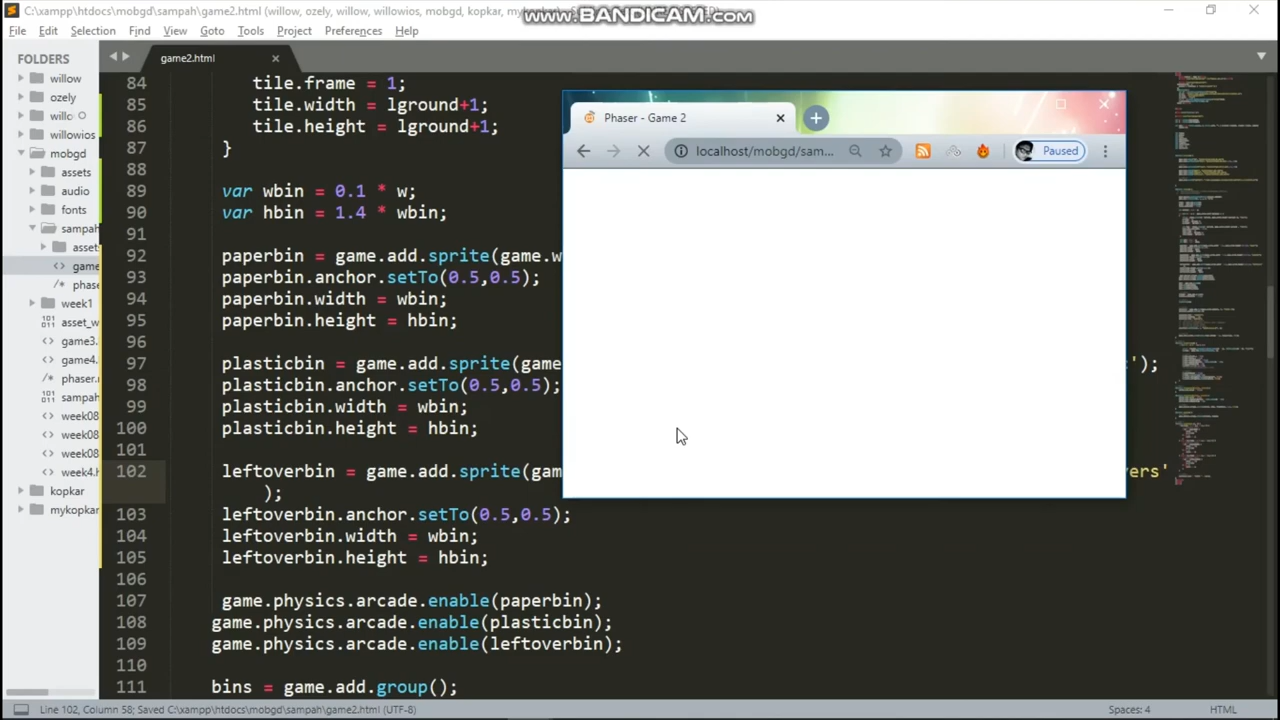 C:\xampp\htdocs\mobgd\sampah\game2.html (willow, ozely, willow, willowios, mobgd, kopkar, mykopkar)
www.BANDICAM.com
File Edit Selection Find View Goto Tools Project Preferences Help
FOLDERS
willow
ozely
willo
willowios
mobgd
assets
audio
fonts
sampah
asset
game
phase
week1
asset_w
game3.
game4.
phaser.
sampah
week08
week08
week08
week4.h
kopkar
mykopkar
game2.html
84 tile.frame = 1;
85 tile.width = lground+1;
86 tile.height = lground+1;
87 }
88
89 var wbin = 0.1 * w;
90 var hbin = 1.4 * wbin;
91
92 paperbin = game.add.sprite(game.w
93 paperbin.anchor.setTo(0.5,0.5);
94 paperbin.width = wbin;
95 paperbin.height = hbin;
96
97 plasticbin = game.add.sprite(game ');
98 plasticbin.anchor.setTo(0.5,0.5);
99 plasticbin.width = wbin;
100 plasticbin.height = hbin;
101
102 leftoverbin = game.add.sprite(gam vers'
);
103 leftoverbin.anchor.setTo(0.5,0.5);
104 leftoverbin.width = wbin;
105 leftoverbin.height = hbin;
106
107 game.physics.arcade.enable(paperbin);
108 game.physics.arcade.enable(plasticbin);
109 game.physics.arcade.enable(leftoverbin);
110
111 bins = game.add.group();
Phaser - Game 2
localhost/mobgd/sam...
Paused
Line 102, Column 58; Saved C:\xampp\htdocs\mobgd\sampah\game2.html (UTF-8)
Spaces: 4
HTML